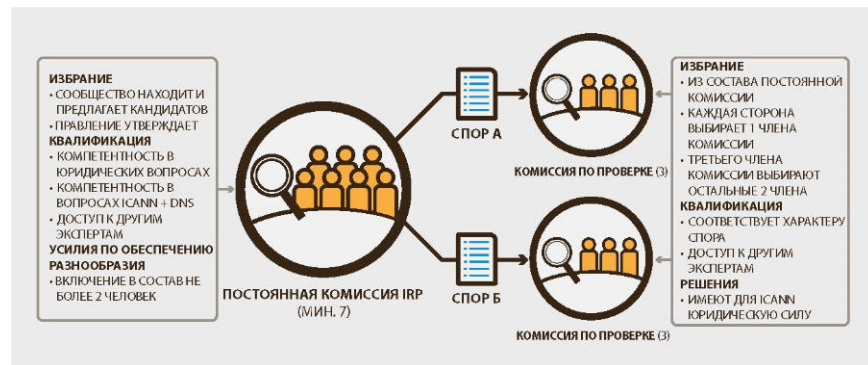 ИЗБРАНИЕ
• СООБЩЕСТВО НАХОДИТ И
ПРЕДЛАГАЕТ КАНДИДАТОВ
• ПРАВЛЕНИЕ УТВЕРЖДАЕТ
КВАЛИФИКАЦИЯ
• КОМПЕТЕНТНОСТЬ В
ЮРИДИЧЕСКИХ ВОПРОСАХ
• КОМПЕТЕНТНОСТЬ В
ВОПРОСАХ ICANN + DNS
• ДОСТУП К ДРУГИМ
ЭКСПЕРТАМ
УСИЛИЯ ПО ОБЕСПЕЧЕНИЮ
РАЗНООБРАЗИЯ
• ВКЛЮЧЕНИЕ В СОСТАВ НЕ
БОЛЕЕ 2 ЧЕЛОВЕК
ПОСТОЯННАЯ КОМИССИЯ IRP
(МИН. 7)
СПОР А
КОМИССИЯ ПО ПРОВЕРКЕ (3)
СПОР Б
КОМИССИЯ ПО ПРОВЕРКЕ (3)
ИЗБРАНИЕ
• ИЗ СОСТАВА ПОСТОЯННОЙ
КОМИССИИ
• КАЖДАЯ СТОРОНА
ВЫБИРАЕТ 1 ЧЛЕНА
КОМИССИИ
• ТРЕТЬЕГО ЧЛЕНА
КОМИССИИ ВЫБИРАЮТ
ОСТАЛЬНЫЕ 2 ЧЛЕНА
КВАЛИФИКАЦИЯ
• СООТВЕТСТВУЕТ ХАРАКТЕРУ
СПОРА
• ДОСТУП К ДРУГИМ
ЭКСПЕРТАМ
РЕШЕНИЯ
• ИМЕЮТ ДЛЯ ICANN
ЮРИДИЧЕСКУЮ СИЛУ